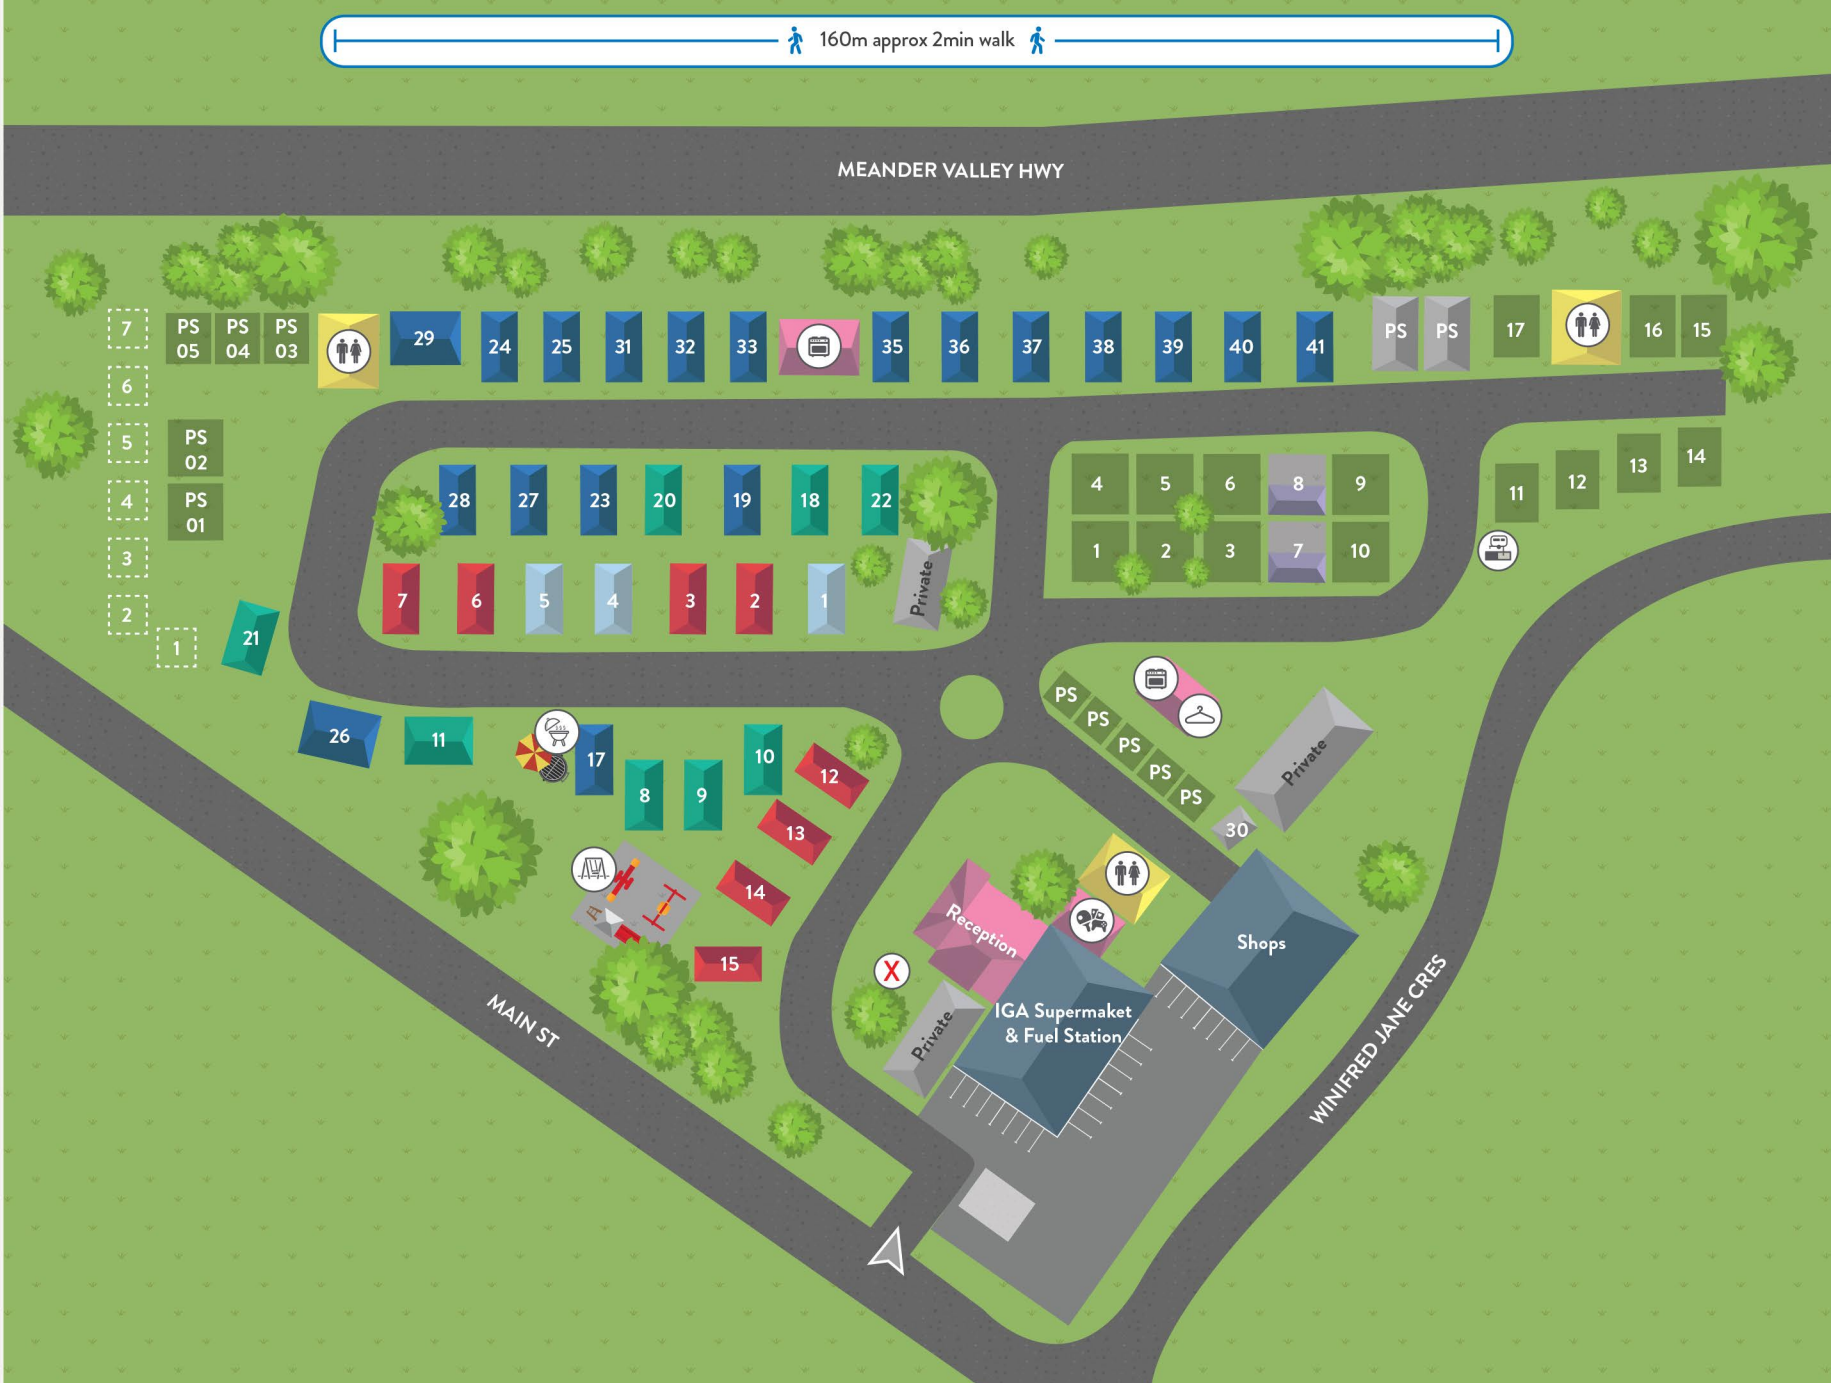 160m approx 2min walk
MEANDER VALLEY HWY
7
PS
05
PS
04
PS
03
29
24
25
31
32
33
35
36
37
38
39
40
41
PS
PS
17
16
15
6
5
PS
02
4
PS
01
3
2
1
21
28
27
23
20
19
18
22
7
6
5
4
3
2
1
Private
4
5
6
8
9
1
2
3
7
10
11
12
13
14
26
11
17
8
9
10
12
13
14
15
PS
PS
PS
PS
PS
Private
30
Reception
X
Private
IGA Supermaket
& Fuel Station
Shops
MAIN ST
WINIFRED JANE CRES